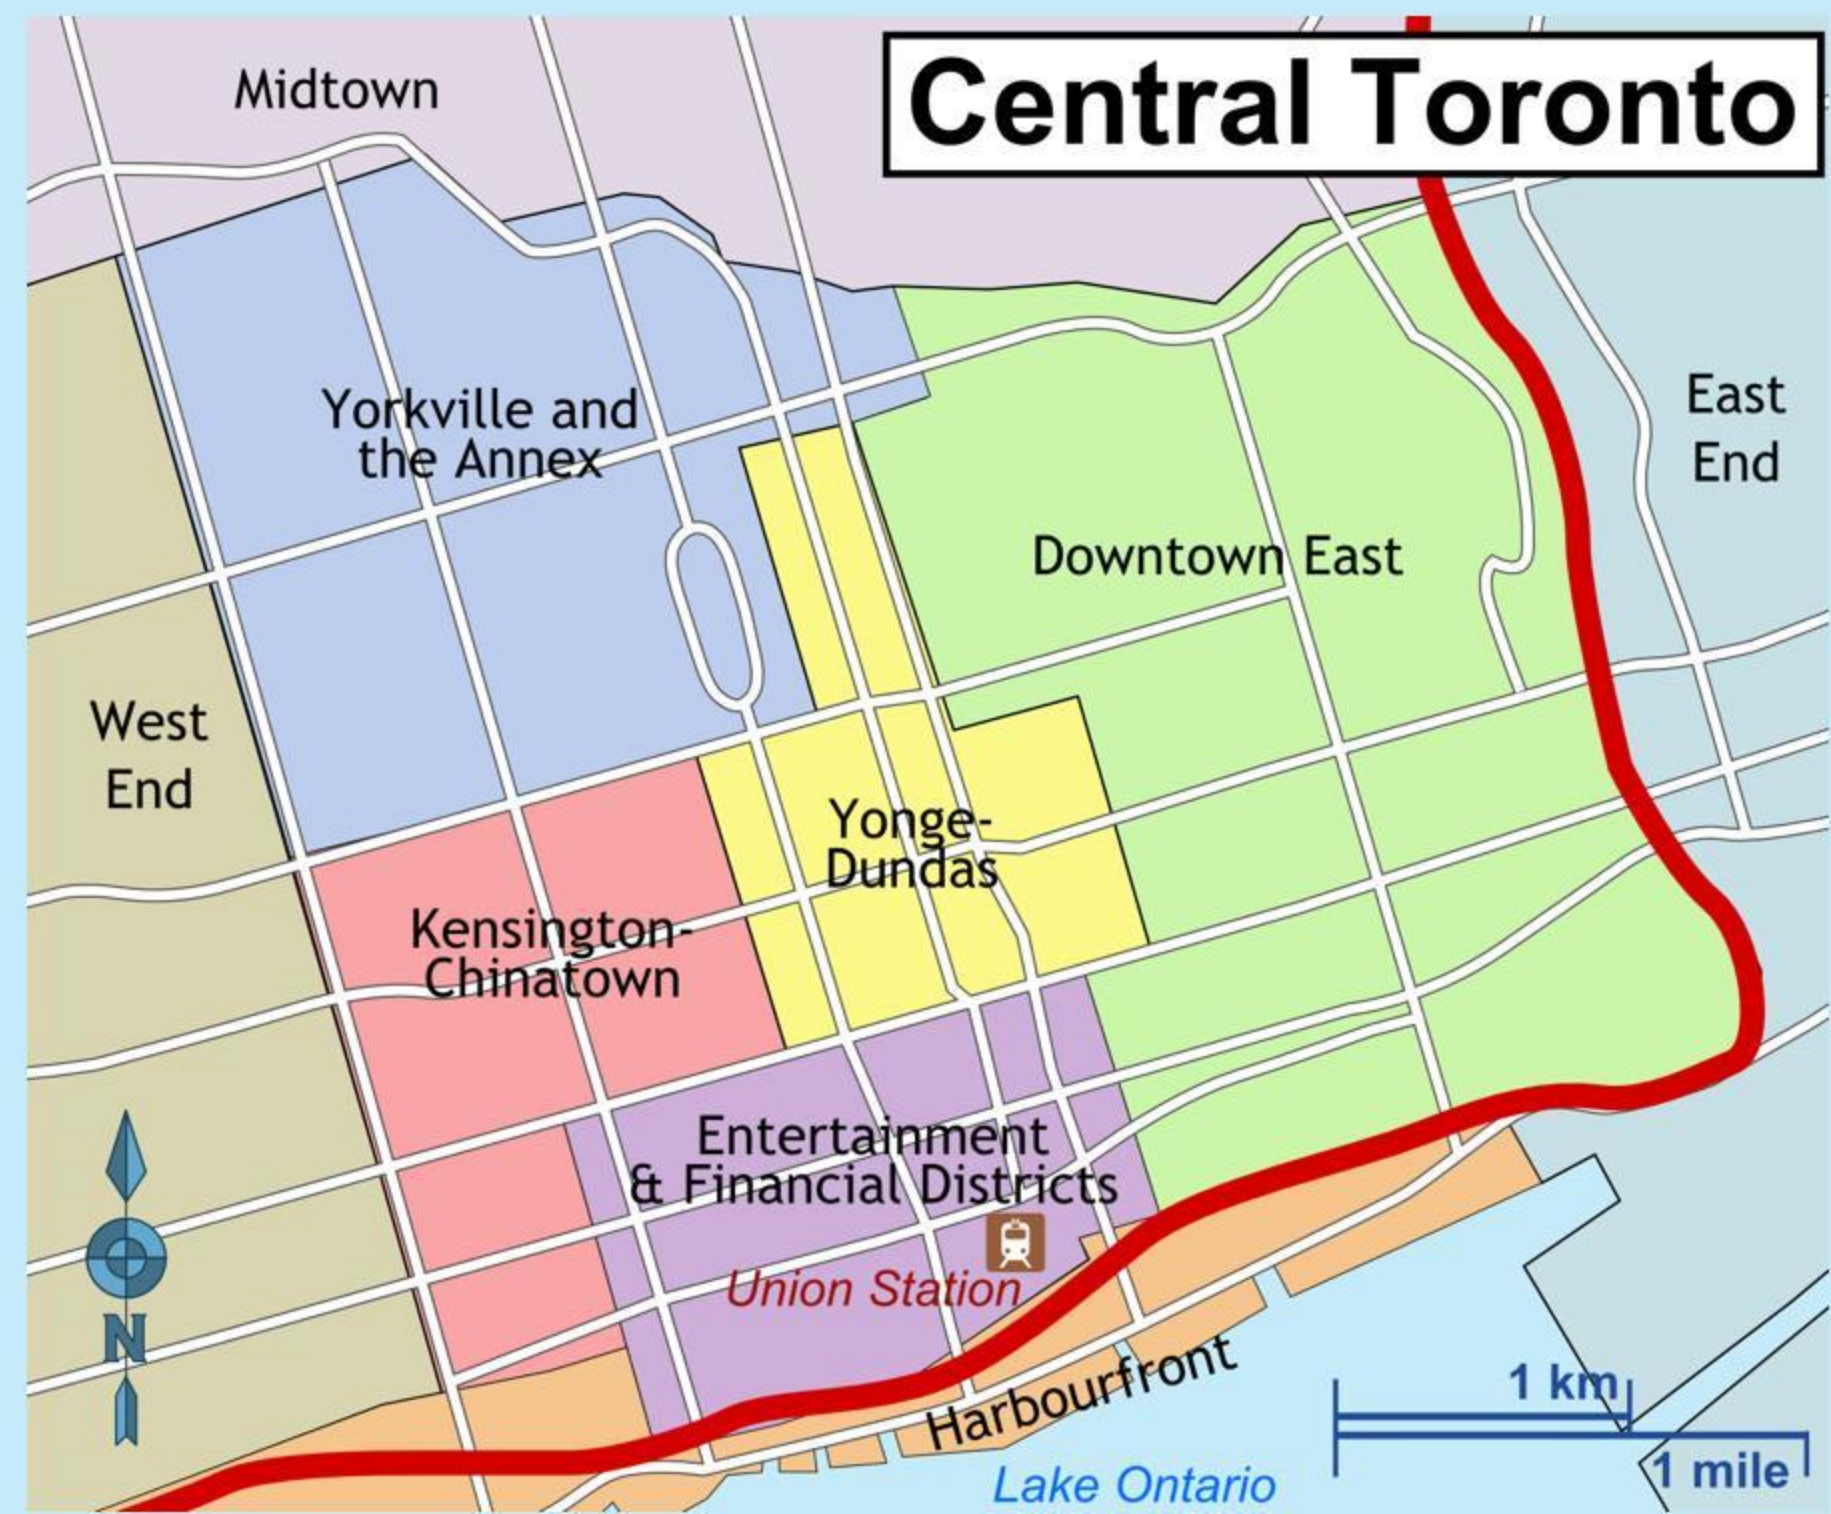 Central Toronto
Midtown
Yorkville and
the Annex
East
End
Downtown East
West
End
Yonge-
Dundas
Kensington-
Chinatown
Entertainment
& Financial Districts
Union Station
N
Harbourfront
1 km
1 mile
Lake Ontario